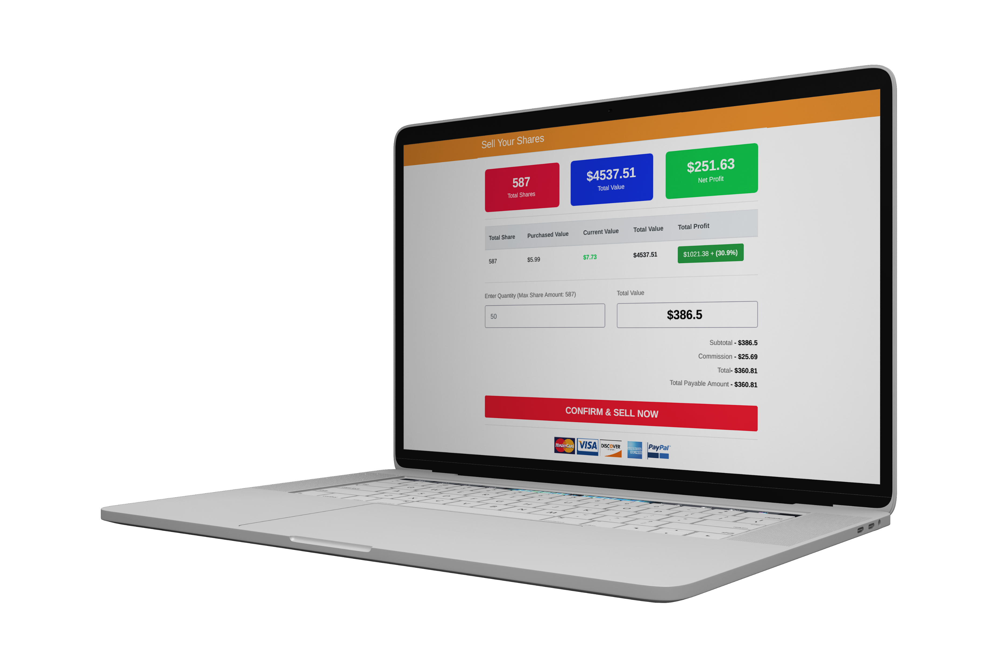 Sell Your Shares
587
Total Shares
$4537.51
Total Value
$251.63
Net Profit
Total Share Purchased Value Current Value Total Value Total Profit
587 $5.99 $7.73 $4537.51 $1021.38 + (30.9%)
Enter Quantity (Max Share Amount: 587) Total Value
50 $386.5
Subtotal - $386.5
Commission - $25.69
Total- $360.81
Total Payable Amount - $360.81
CONFIRM & SELL NOW
MasterCard VISA DISCOVER AMERICAN EXPRESS PayPal